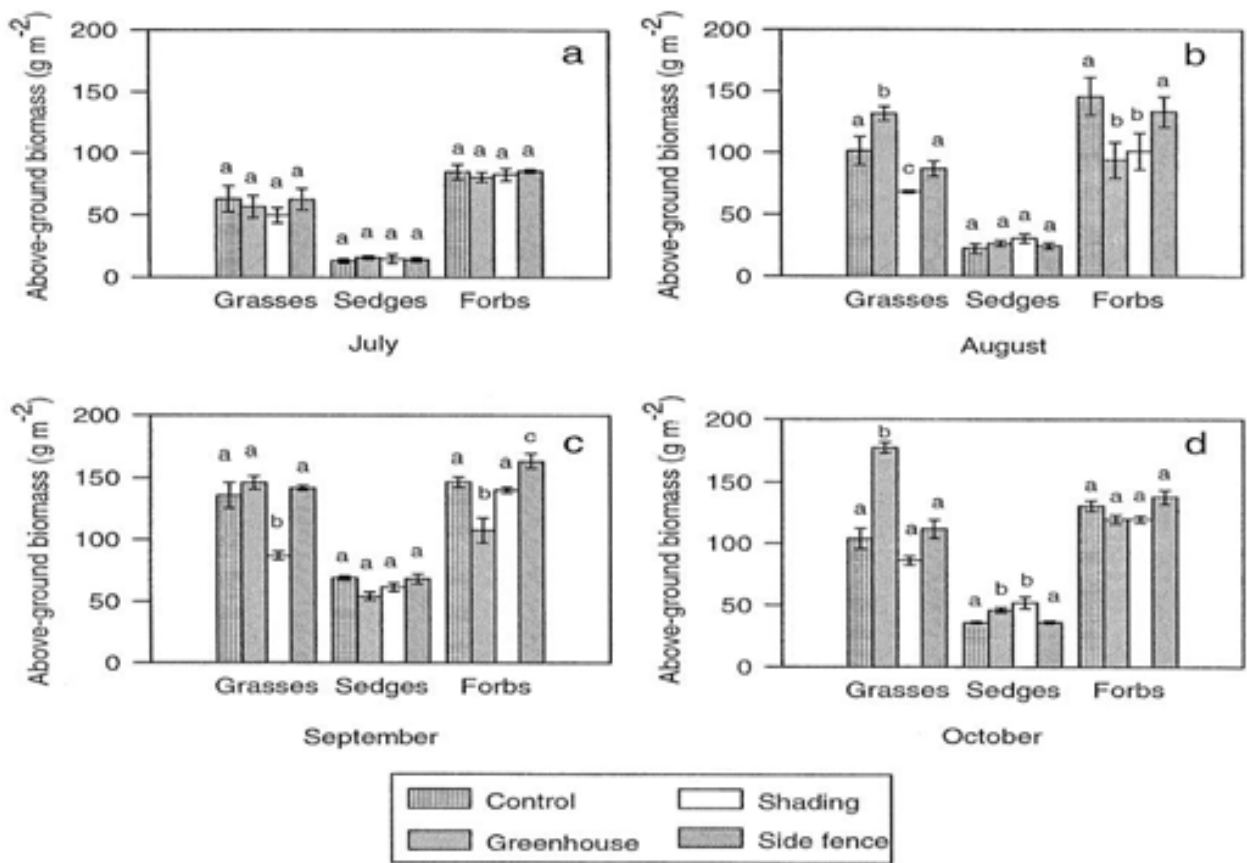 Above-ground biomass (g m-2)
200
150
100
50
0
a
a a a a
a a a a
a a a a
Grasses Sedges Forbs
July
Above-ground biomass (g m-2)
200
150
100
50
0
b
a b c a
a a a a
a b b a
Grasses Sedges Forbs
August
Above-ground biomass (g m-2)
200
150
100
50
0
c
a a b a
a a a a
a b a c
Grasses Sedges Forbs
September
Above-ground biomass (g m-2)
200
150
100
50
0
d
a b a a
a b b a
a a a a
Grasses Sedges Forbs
October
Control
Shading
Greenhouse
Side fence